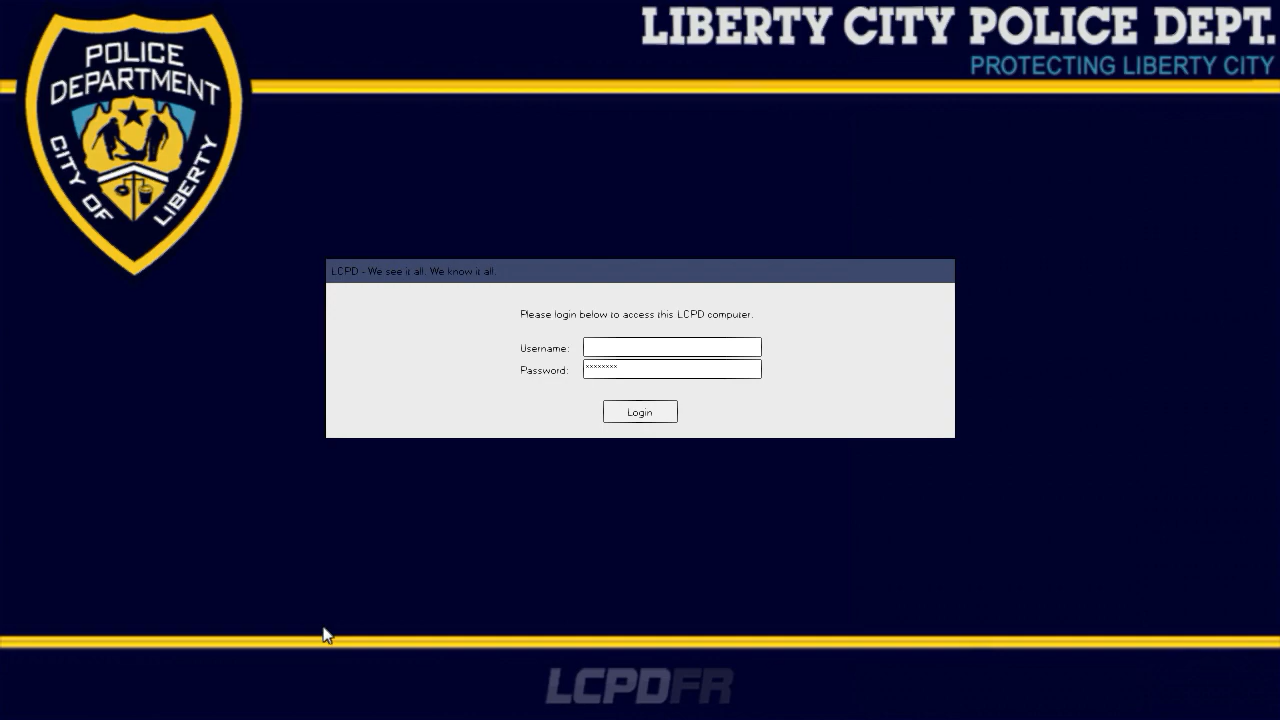 POLICE
DEPARTMENT
CITY OF
LIBERTY
LIBERTY CITY POLICE DEPT.
PROTECTING LIBERTY CITY
LCPD - We see it all. We know it all.
Please login below to access this LCPD computer.
Username:
Password: ********
Login
LCPDFR